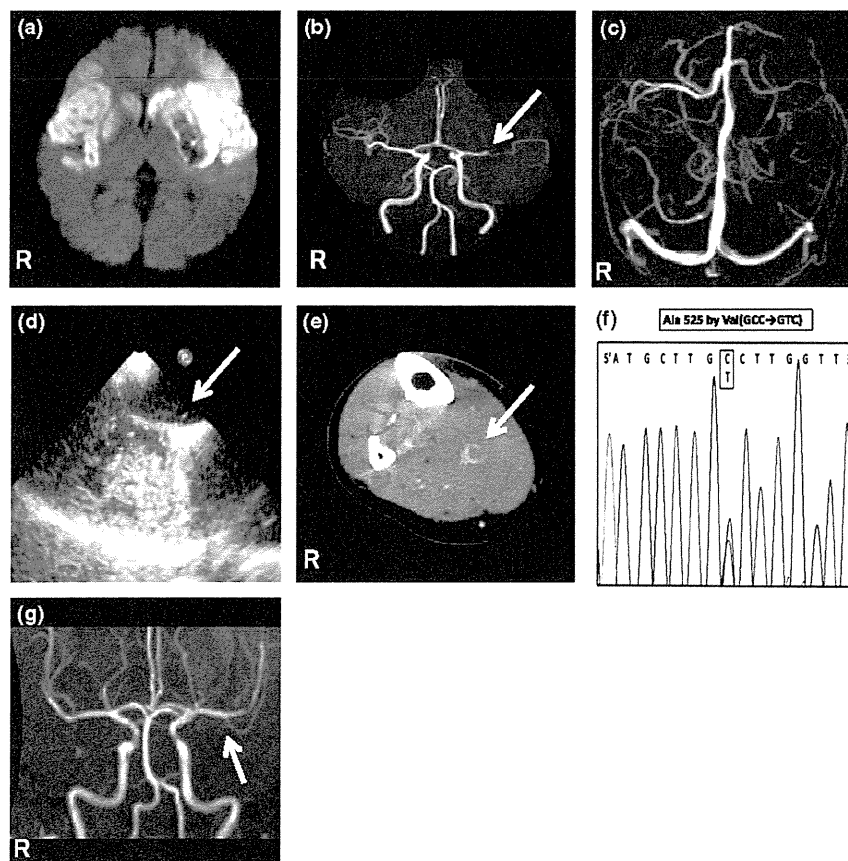 (a)
R
(b)
R
(c)
R
(d)
(e)
R
(f)
Ala 525 by Val(GCC→GTC)
5'A T G C T T G C C T T G G T T
T
(g)
R